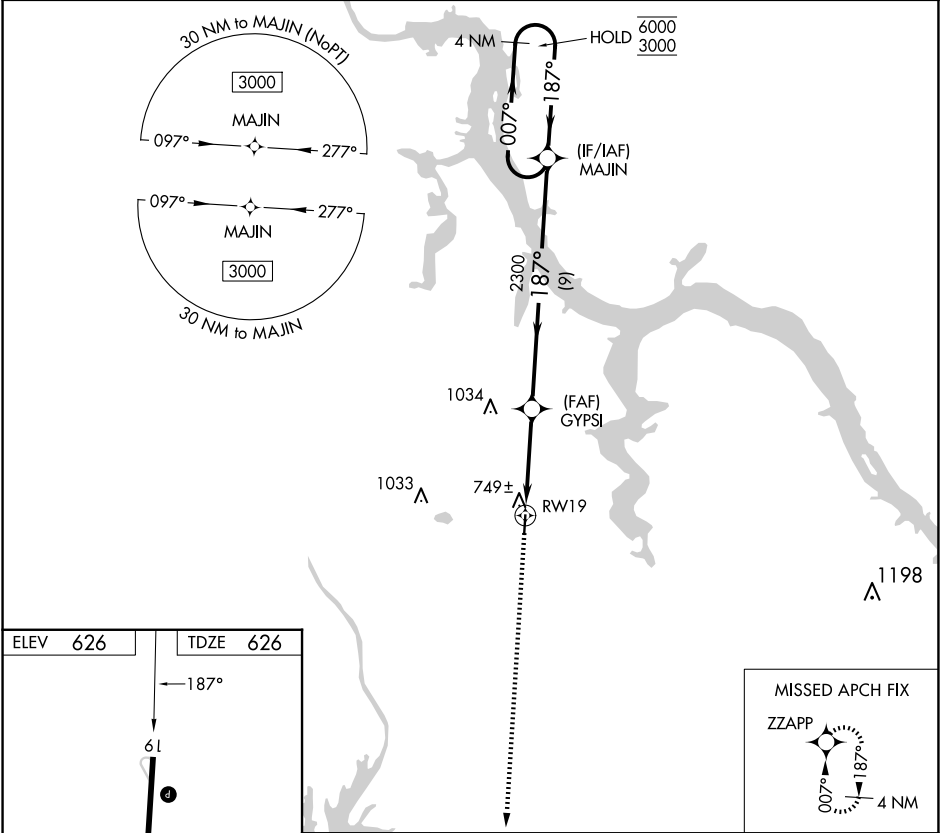 30 NM to MAJIN (NoPT)
3000
MAJIN
097°
277°
097°
277°
MAJIN
3000
30 NM to MAJIN
4 NM
HOLD
6000
3000
007°
187°
(IF/IAF)
MAJIN
2300
187°
(9)
1034
(FAF)
GYPSI
1033
749±
RW19
1198
ELEV 626
TDZE 626
187°
19
P
MISSED APCH FIX
ZZAPP
007°
187°
4 NM